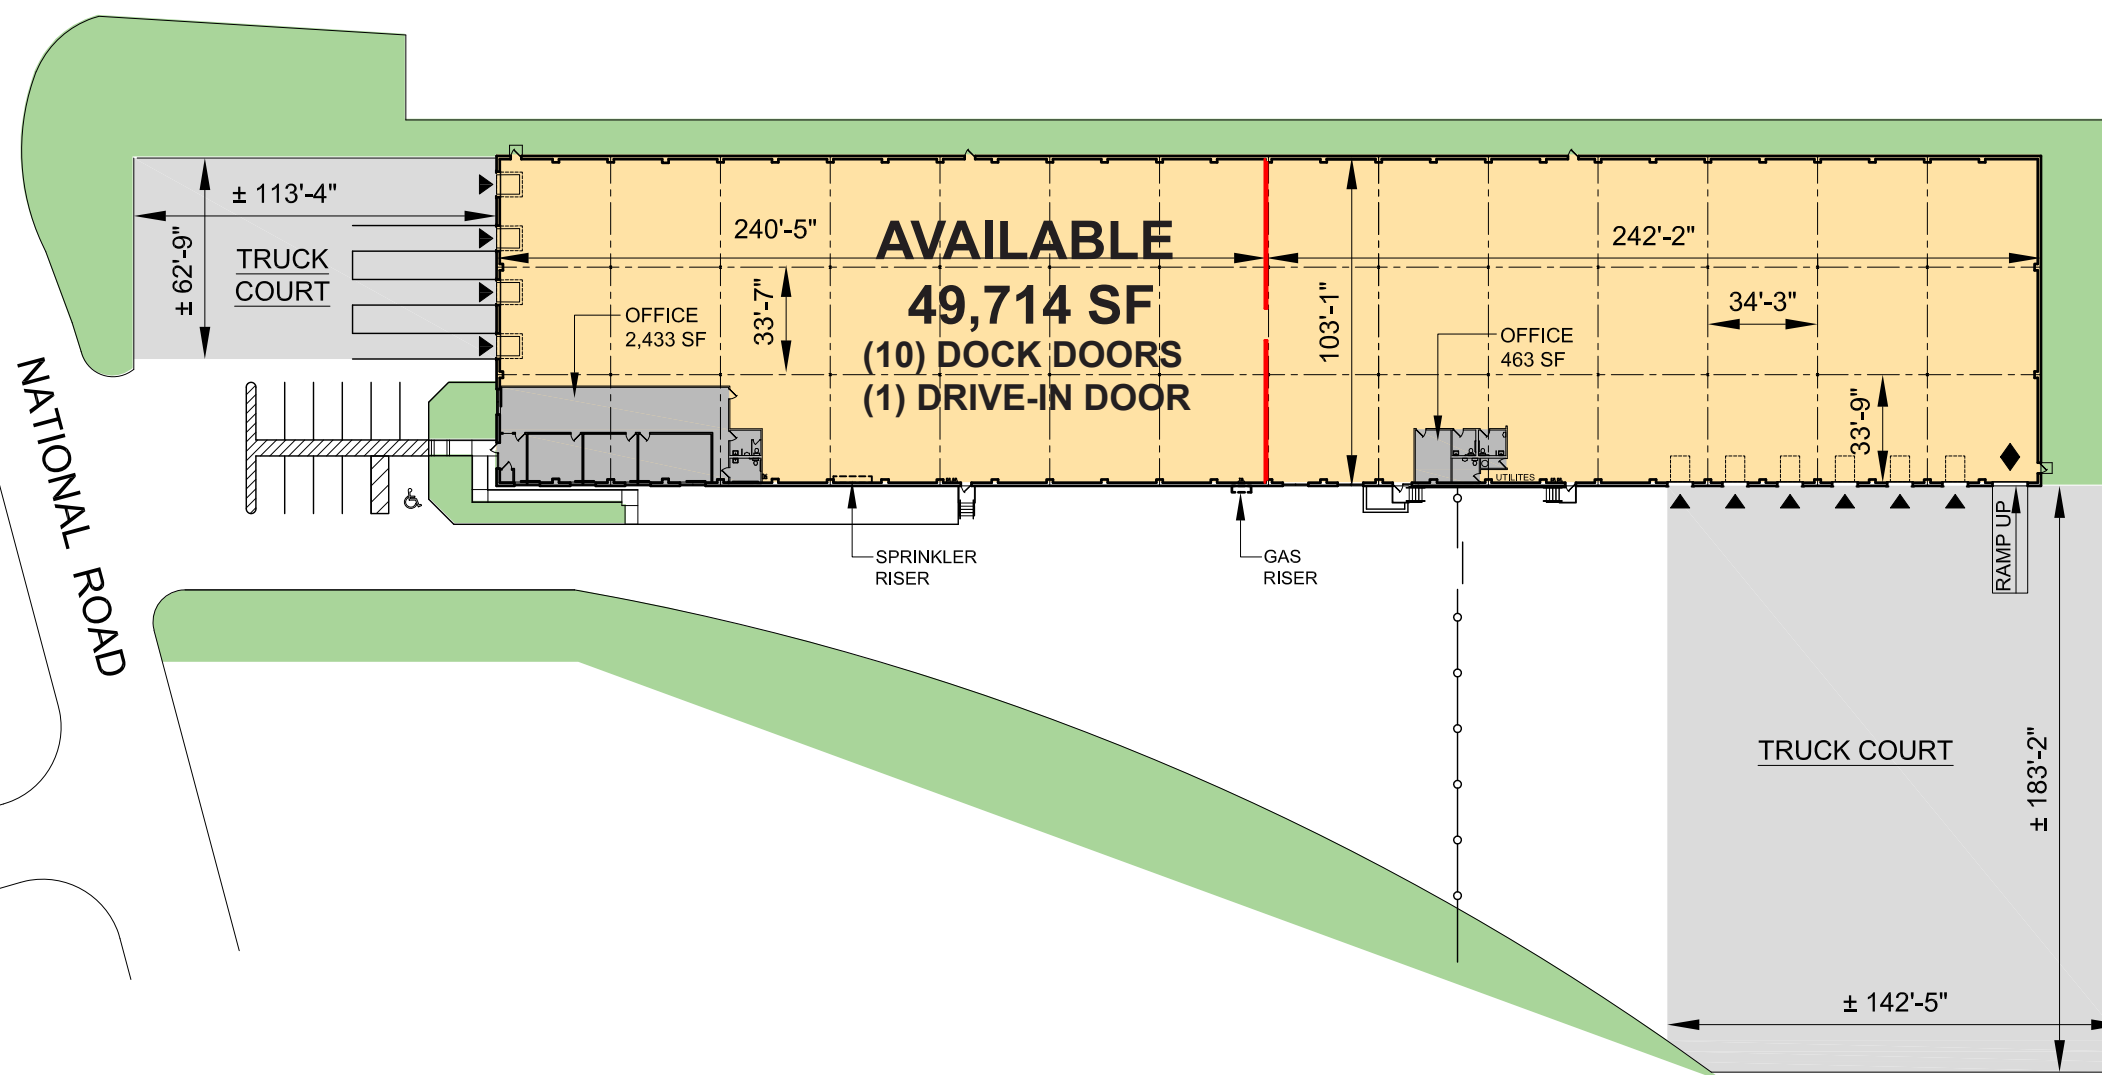 ± 113'-4"
± 62'-9"
TRUCK
COURT
240'-5"
AVAILABLE
49,714 SF
(10) DOCK DOORS
(1) DRIVE-IN DOOR
33'-7"
OFFICE
2,433 SF
242'-2"
103'-1"
34'-3"
OFFICE
463 SF
33'-9"
UTILITES
NATIONAL ROAD
SPRINKLER
RISER
GAS
RISER
RAMP UP
TRUCK COURT
± 183'-2"
± 142'-5"